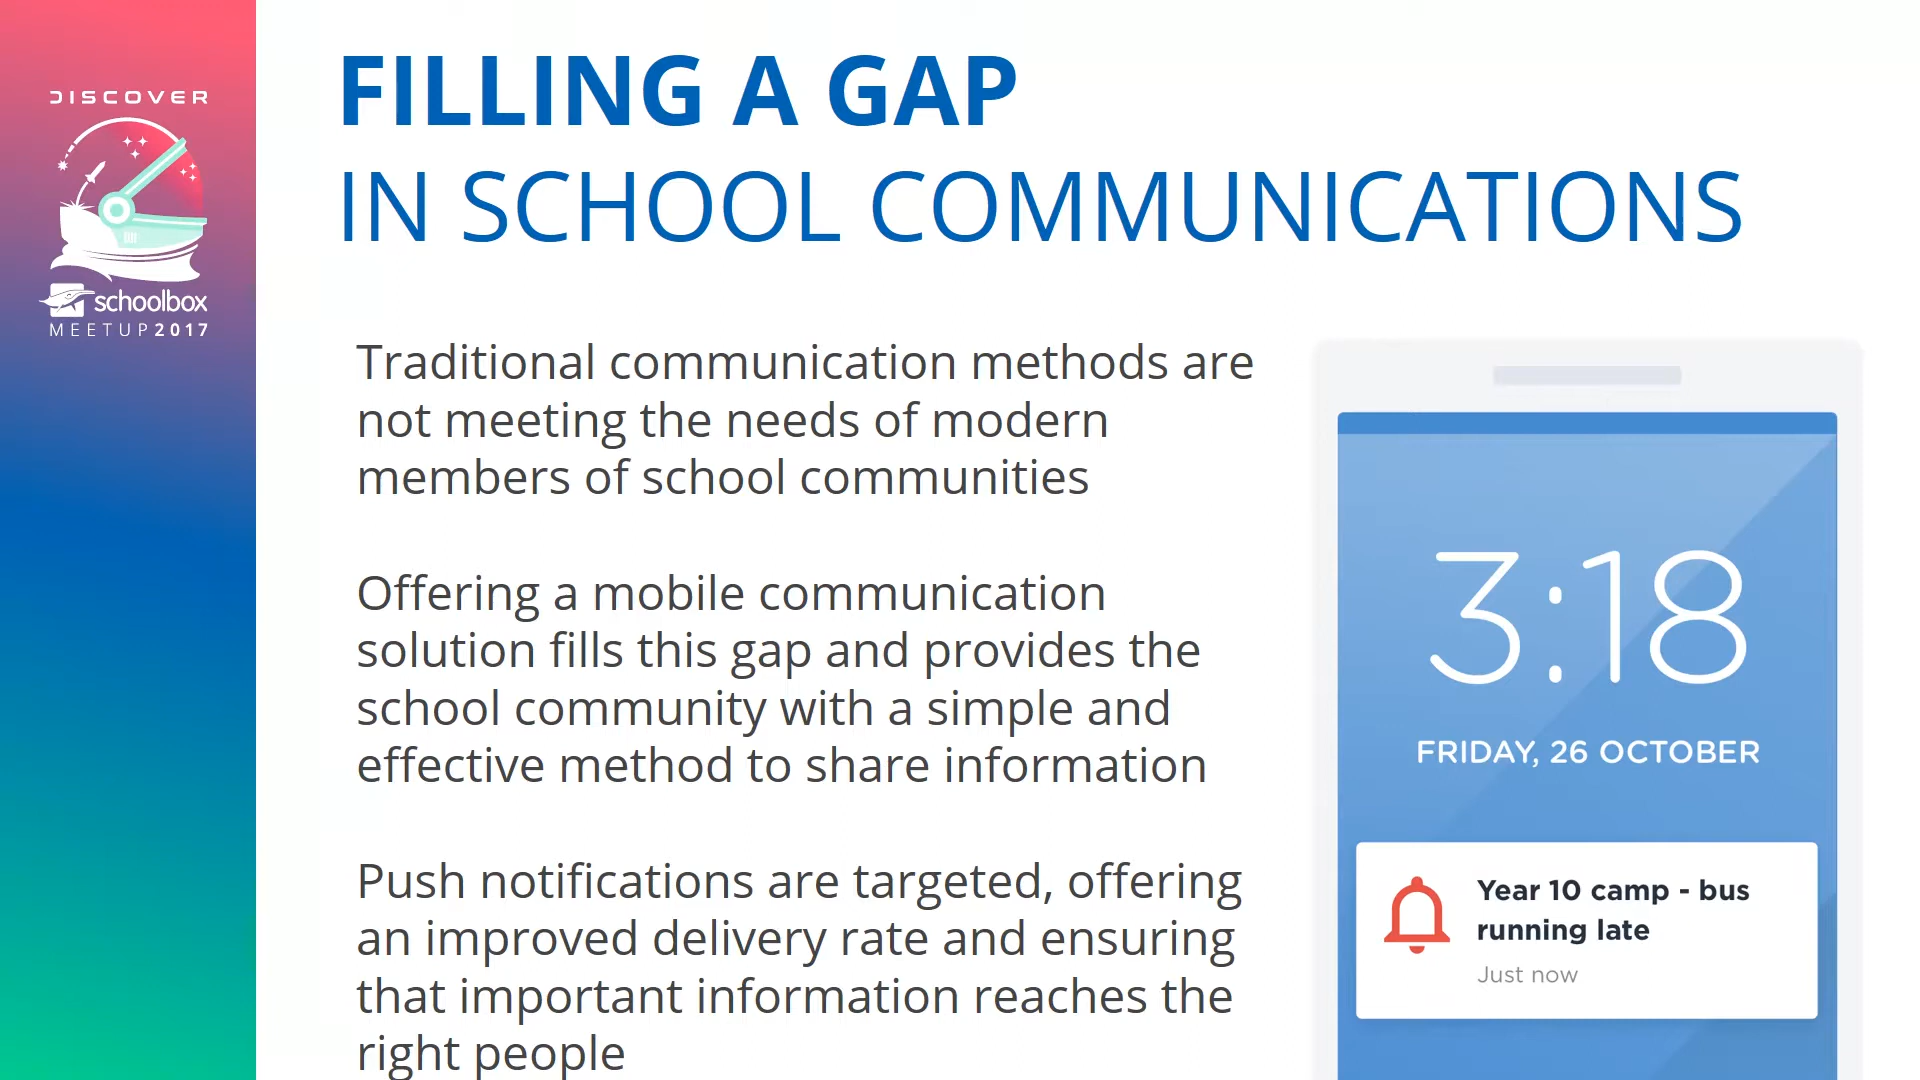 DISCOVER
schoolbox
MEETUP2017
FILLING A GAP
IN SCHOOL COMMUNICATIONS
Traditional communication methods are
not meeting the needs of modern
members of school communities
Offering a mobile communication
solution fills this gap and provides the
school community with a simple and
effective method to share information
Push notifications are targeted, offering
an improved delivery rate and ensuring
that important information reaches the
right people
3:18
FRIDAY, 26 OCTOBER
Year 10 camp - bus
running late
Just now